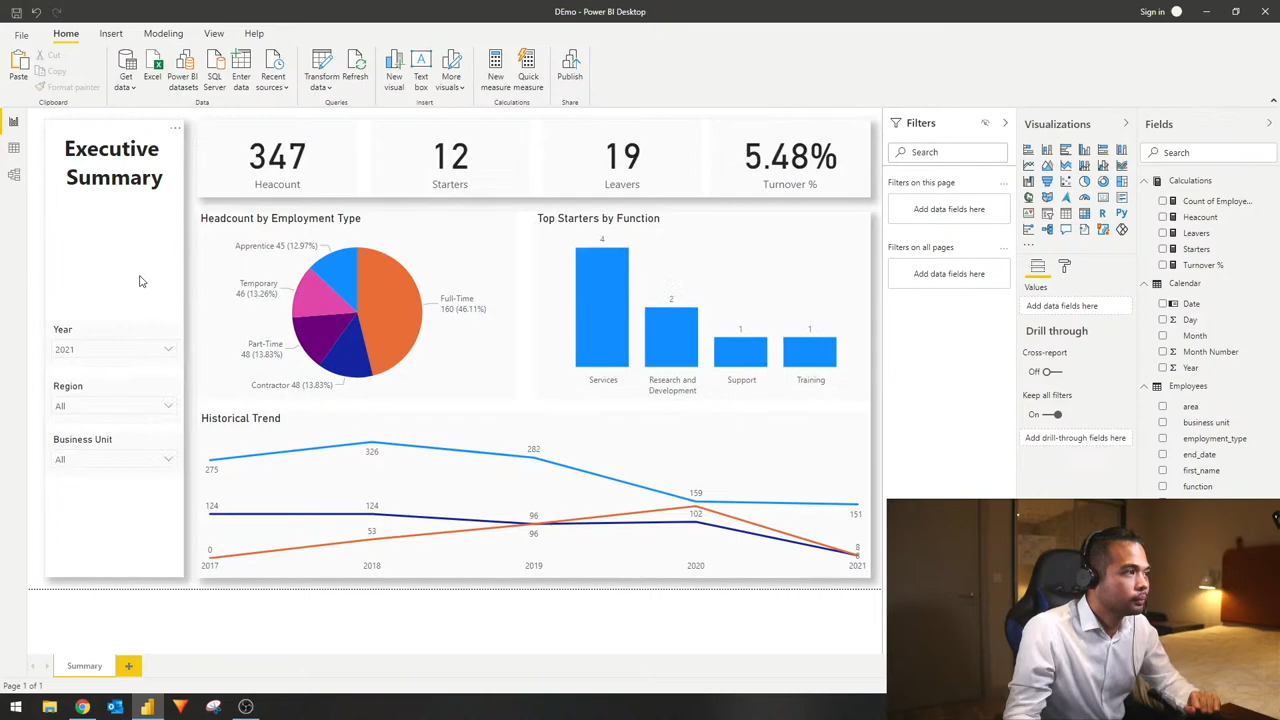 DEmo - Power BI Desktop
Sign in
File
Home
Insert
Modeling
View
Help
Paste
Cut
Copy
Format painter
Clipboard
Get data
Excel
Power BI datasets
SQL Server
Enter data
Recent sources
Data
Transform data
Refresh
Queries
New visual
Text box
More visuals
Insert
New measure
Quick measure
Calculations
Publish
Share
Executive
Summary
Year
2021
Region
All
Business Unit
All
347
Heacount
12
Starters
19
Leavers
5.48%
Turnover %
Headcount by Employment Type
Apprentice 45 (12.97%)
Temporary
46 (13.26%)
Part-Time
48 (13.83%)
Contractor 48 (13.83%)
Full-Time
160 (46.11%)
Top Starters by Function
4
2
1
1
Services
Research and
Development
Support
Training
Historical Trend
275
326
282
159
151
124
124
96
102
8
0
53
96
2017
2018
2019
2020
2021
Filters
Search
Filters on this page
Add data fields here
Filters on all pages
Add data fields here
Visualizations
R
Py
Values
Add data fields here
Drill through
Cross-report
Off
Keep all filters
On
Add drill-through fields here
Fields
Search
Calculations
Count of Employe...
Heacount
Leavers
Starters
Turnover %
Calendar
Date
Day
Month
Month Number
Year
Employees
area
business unit
employment_type
end_date
first_name
function
Summary
Page 1 of 1